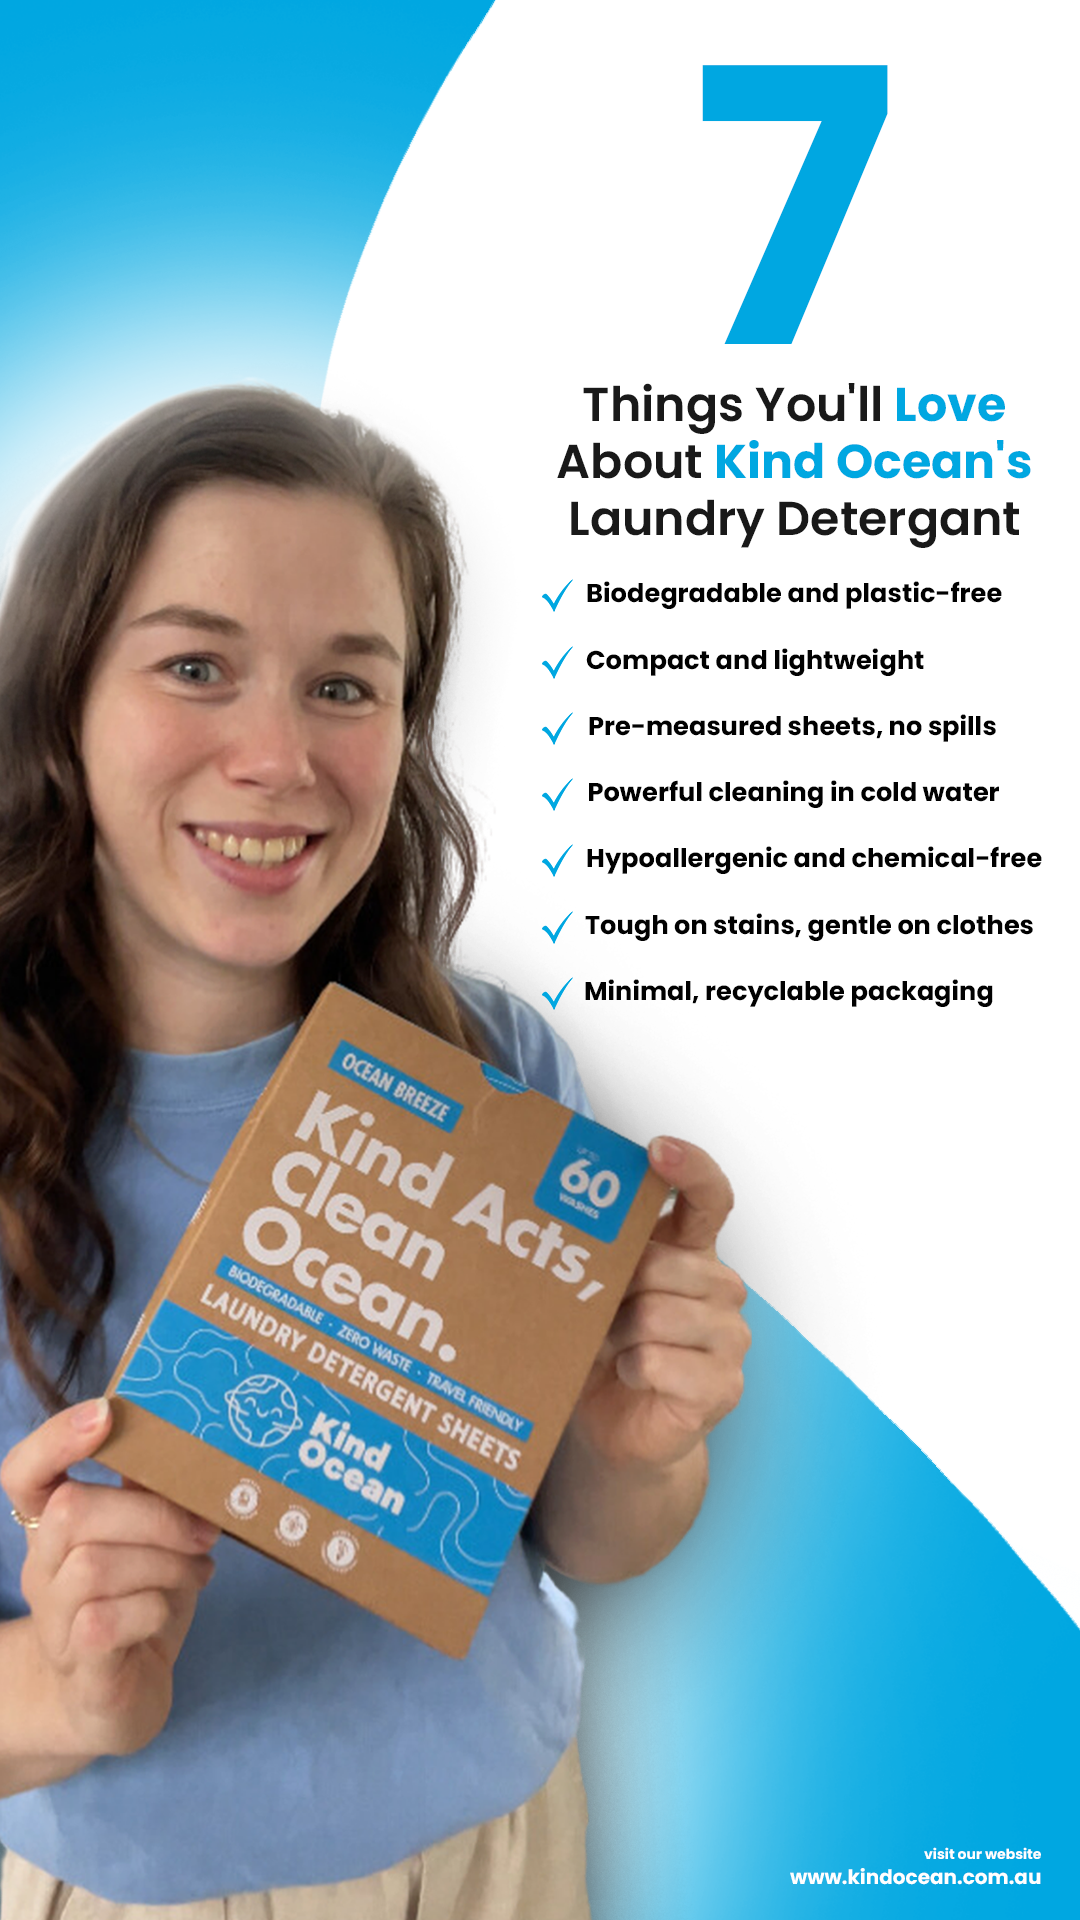 7
Things You'll Love
About Kind Ocean's
Laundry Detergant
Biodegradable and plastic-free
Compact and lightweight
Pre-measured sheets, no spills
Powerful cleaning in cold water
Hypoallergenic and chemical-free
Tough on stains, gentle on clothes
Minimal, recyclable packaging
OCEAN BREEZE
UP TO
60
WASHES
Kind Acts,
Clean
Ocean.
BIODEGRADABLE · ZERO WASTE · TRAVEL FRIENDLY
LAUNDRY DETERGENT SHEETS
Kind
Ocean
visit our website
www.kindocean.com.au